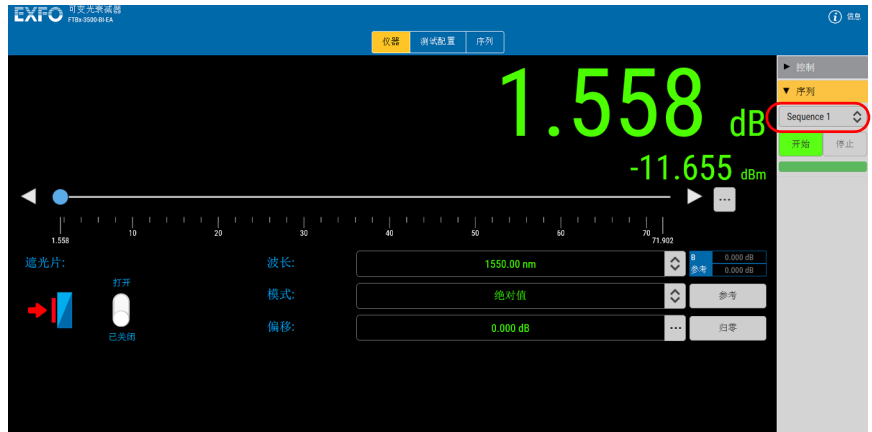 EXFO 可变光衰减器
FTBx-3500-BI-EA
信息
仪器 测试配置 序列
控制
序列
Sequence 1
开始 停止
1.558 dB
-11.655 dBm
...
10 20 30 40 50 60 70
1.558 71.902
遮光片:
打开
已关闭
波长: 1550.00 nm
B 0.000 dB
参考 0.000 dB
模式: 绝对值 参考
偏移: 0.000 dB ... 归零